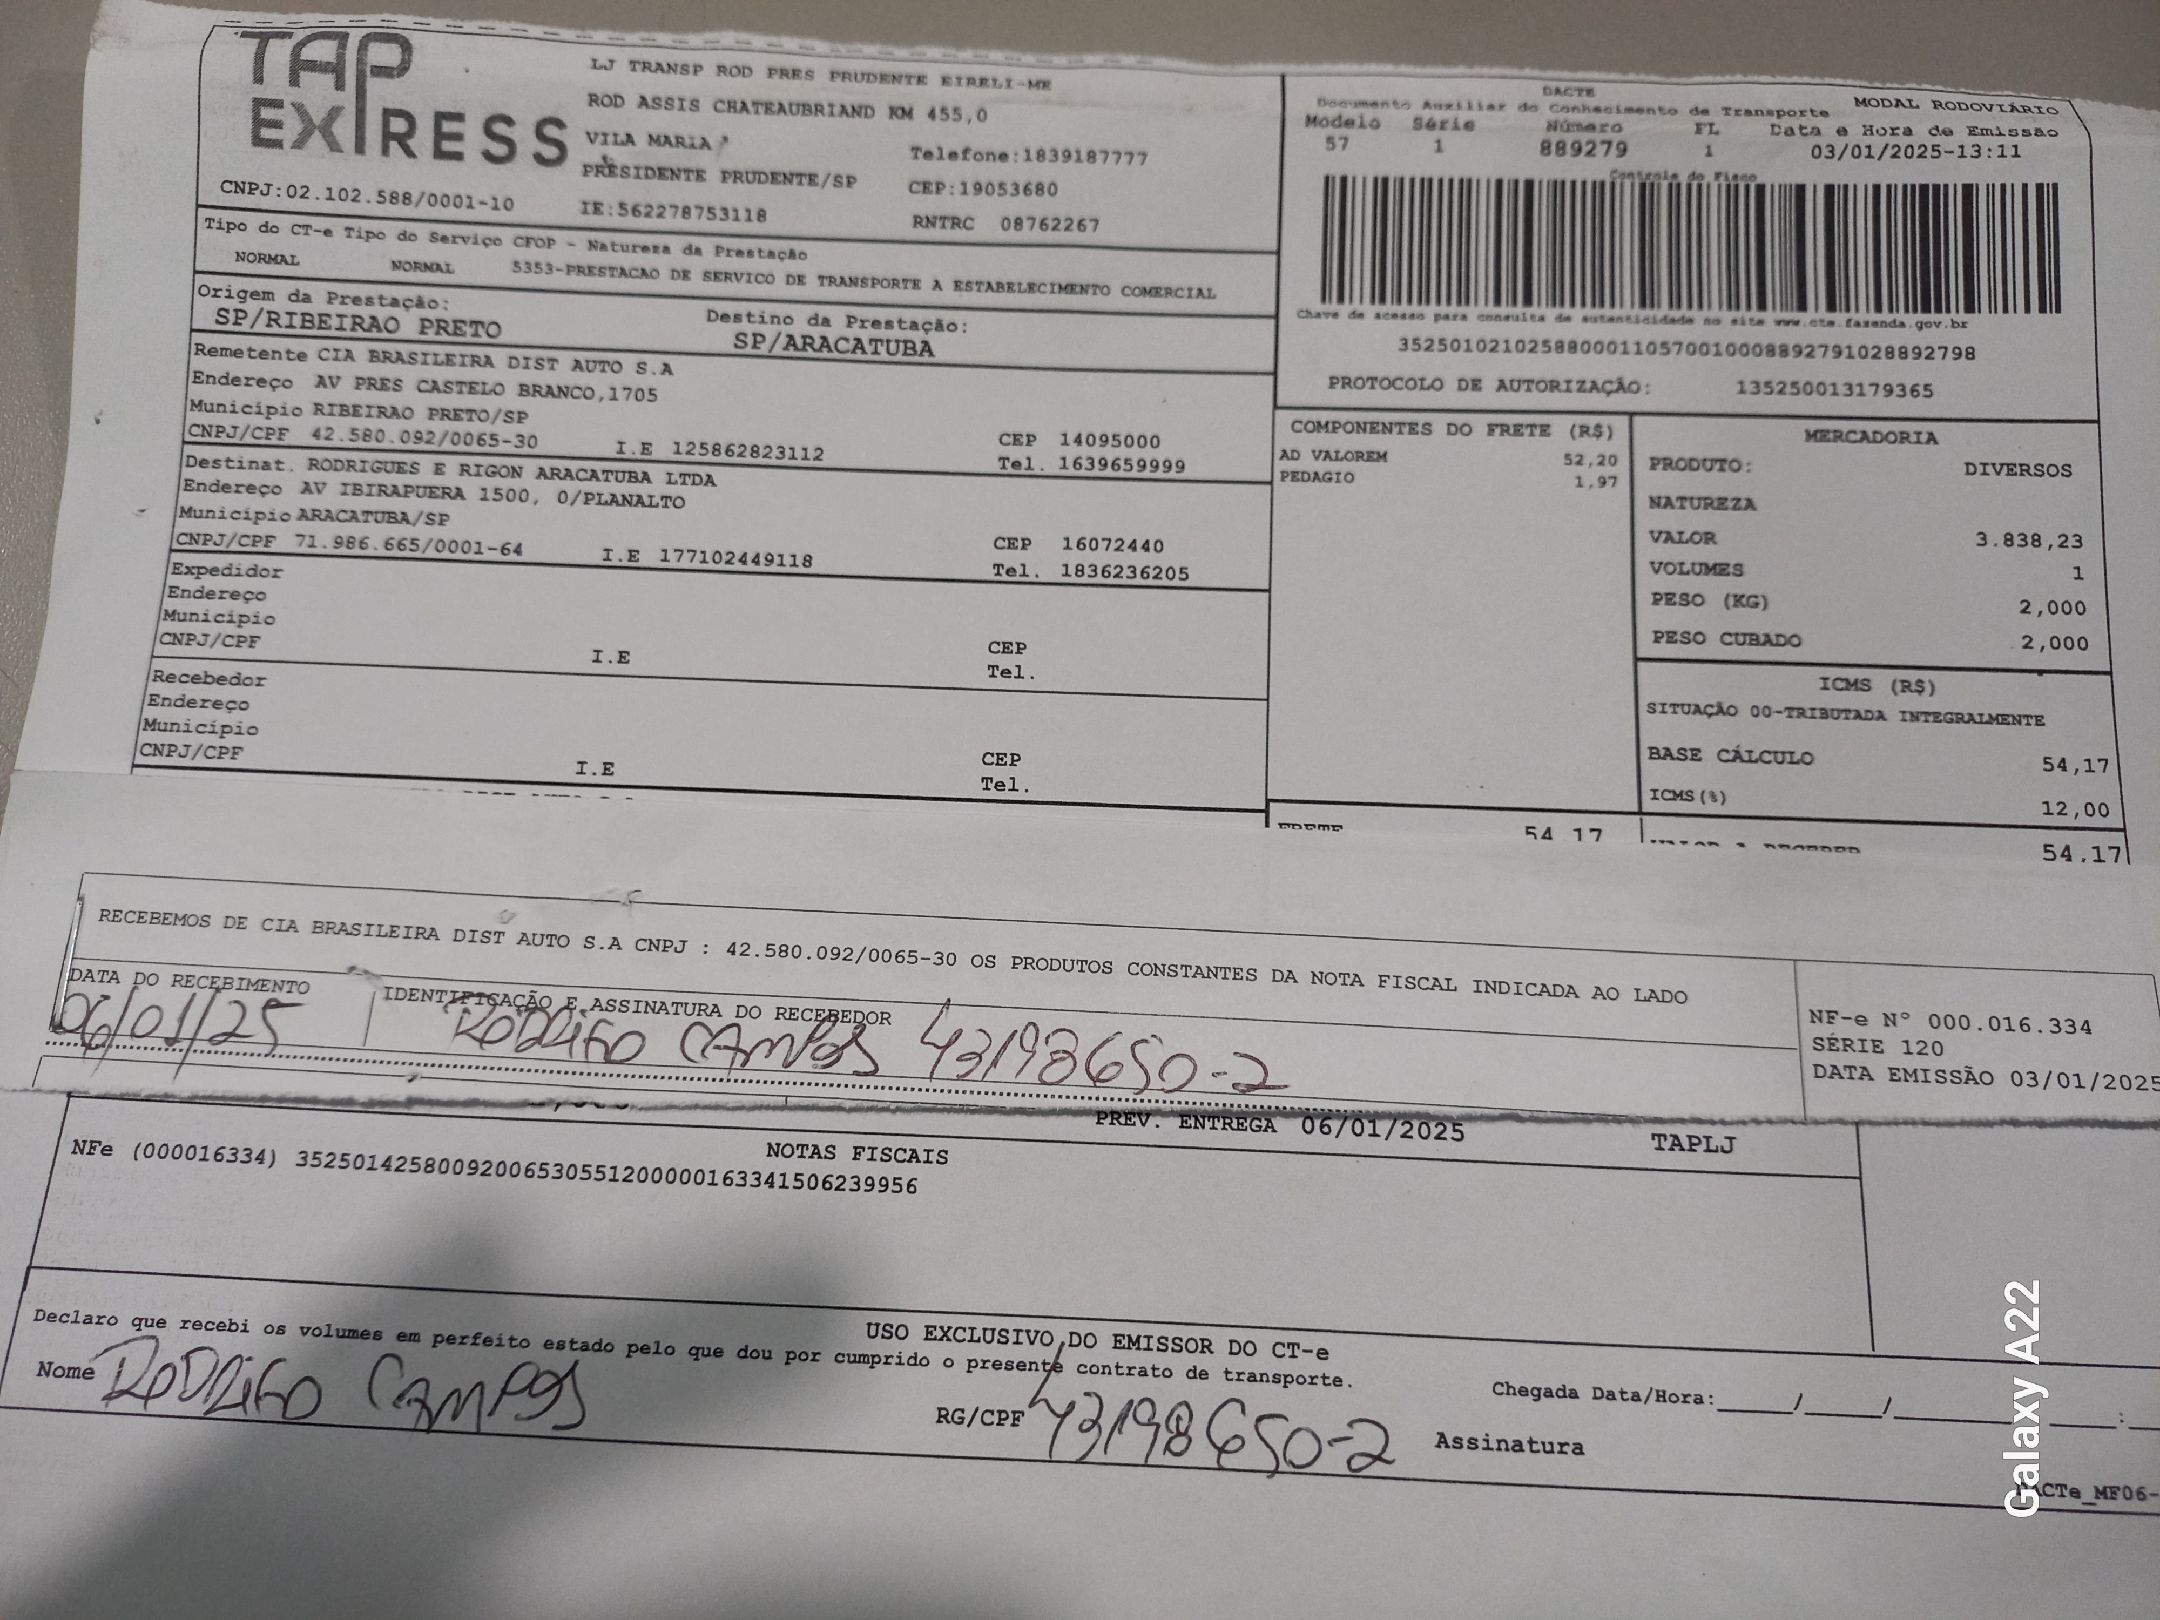 TAP
EXPRESS
LJ TRANSP ROD PRES PRUDENTE EIRELI-ME
ROD ASSIS CHATEAUBRIAND KM 455,0
VILA MARIA
Telefone:1839187777
PRESIDENTE PRUDENTE/SP
CEP:19053680
CNPJ:02.102.588/0001-10
IE:562278753118
RNTRC 08762267
Tipo do CT-e Tipo do Serviço CFOP - Natureza da Prestação
NORMAL NORMAL 5353-PRESTACAO DE SERVICO DE TRANSPORTE A ESTABELECIMENTO COMERCIAL
Origem da Prestação:
SP/RIBEIRAO PRETO
Destino da Prestação:
SP/ARACATUBA
Remetente CIA BRASILEIRA DIST AUTO S.A
Endereço AV PRES CASTELO BRANCO,1705
Município RIBEIRAO PRETO/SP
CEP 14095000
CNPJ/CPF 42.580.092/0065-30 I.E 125862823112 Tel. 1639659999
Destinat. RODRIGUES E RIGON ARACATUBA LTDA
Endereço AV IBIRAPUERA 1500, 0/PLANALTO
Município ARACATUBA/SP
CEP 16072440
CNPJ/CPF 71.986.665/0001-64 I.E 177102449118 Tel. 1836236205
Expedidor
Endereço
Município
CEP
CNPJ/CPF I.E Tel.
Recebedor
Endereço
Município
CEP
CNPJ/CPF I.E Tel.
DACTE
Documento Auxiliar do Conhecimento de Transporte MODAL RODOVIÁRIO
Modelo Série Número FL Data e Hora de Emissão
57 1 889279 1 03/01/2025-13:11
Controle do Fisco
Chave de acesso para consulta de autenticidade no site www.cte.fazenda.gov.br
35250102102588000110570010008892791028892798
PROTOCOLO DE AUTORIZAÇÃO: 135250013179365
COMPONENTES DO FRETE (R$)
AD VALOREM 52,20
PEDAGIO 1,97
MERCADORIA
PRODUTO: DIVERSOS
NATUREZA
VALOR 3.838,23
VOLUMES 1
PESO (KG) 2,000
PESO CUBADO 2,000
ICMS (R$)
SITUAÇÃO 00-TRIBUTADA INTEGRALMENTE
BASE CÁLCULO 54,17
ICMS(%) 12,00
FRETE 54,17
VALOR A RECEBER 54,17
RECEBEMOS DE CIA BRASILEIRA DIST AUTO S.A CNPJ : 42.580.092/0065-30 OS PRODUTOS CONSTANTES DA NOTA FISCAL INDICADA AO LADO
DATA DO RECEBIMENTO IDENTIFICAÇÃO E ASSINATURA DO RECEBEDOR
06/01/25 RODRIGO CAMPOS 43198650-2
NF-e Nº 000.016.334
SÉRIE 120
DATA EMISSÃO 03/01/2025
PREV. ENTREGA 06/01/2025 TAPLJ
NOTAS FISCAIS
NFe (000016334) 35250142580092006530551200000163341506239956
USO EXCLUSIVO DO EMISSOR DO CT-e
Declaro que recebi os volumes em perfeito estado pelo que dou por cumprido o presente contrato de transporte.
Nome RODRIGO CAMPOS RG/CPF 43198650-2 Assinatura
Chegada Data/Hora:____/____/____ ____:
DACTe_MF06-
Galaxy A22